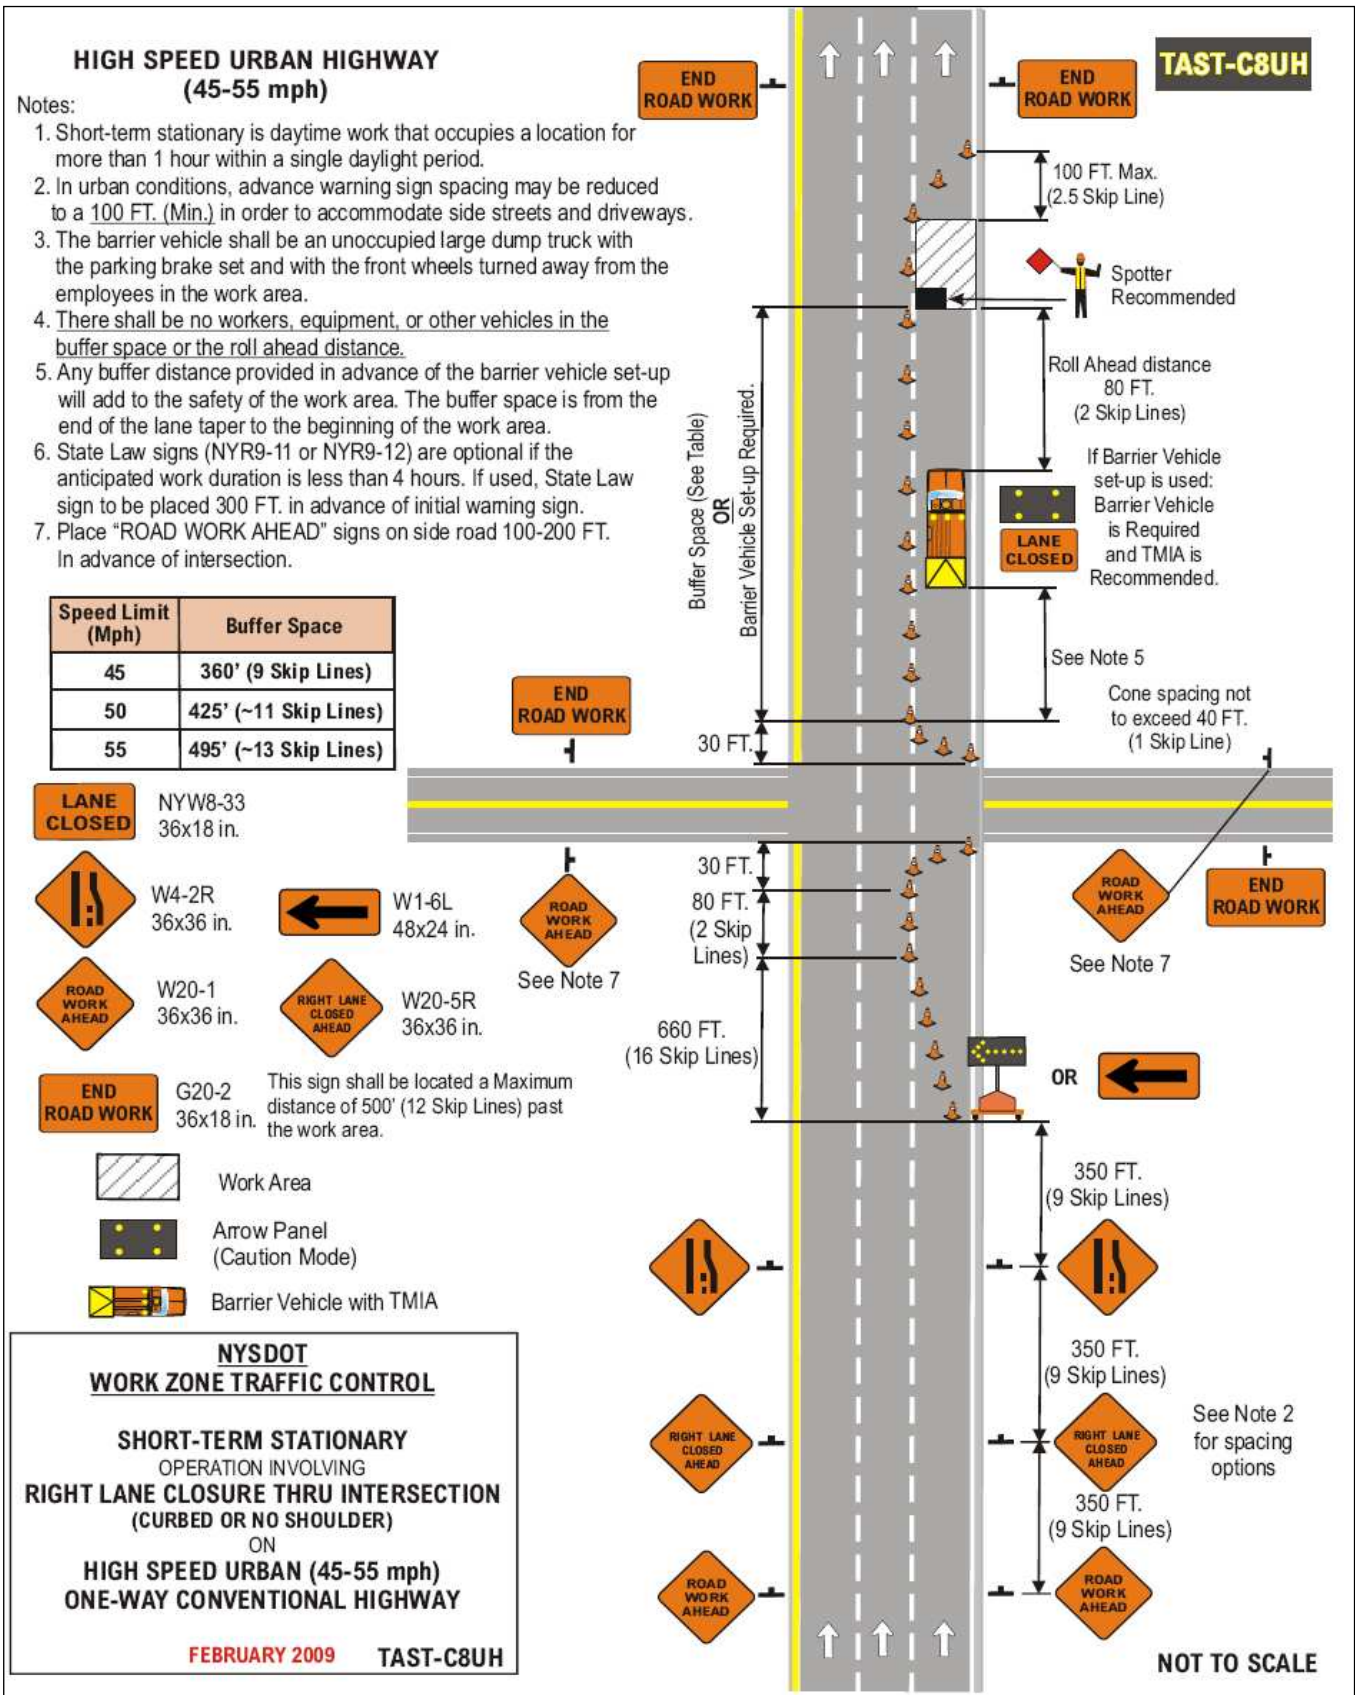 HIGH SPEED URBAN HIGHWAY
(45-55 mph)
Notes:
1. Short-term stationary is daytime work that occupies a location for
more than 1 hour within a single daylight period.
2. In urban conditions, advance warning sign spacing may be reduced
to a 100 FT. (Min.) in order to accommodate side streets and driveways.
3. The barrier vehicle shall be an unoccupied large dump truck with
the parking brake set and with the front wheels turned away from the
employees in the work area.
4. There shall be no workers, equipment, or other vehicles in the
buffer space or the roll ahead distance.
5. Any buffer distance provided in advance of the barrier vehicle set-up
will add to the safety of the work area. The buffer space is from the
end of the lane taper to the beginning of the work area.
6. State Law signs (NYR9-11 or NYR9-12) are optional if the
anticipated work duration is less than 4 hours. If used, State Law
sign to be placed 300 FT. in advance of initial warning sign.
7. Place “ROAD WORK AHEAD” signs on side road 100-200 FT.
In advance of intersection.
Speed Limit
(Mph)
Buffer Space
45
360' (9 Skip Lines)
50
425' (~11 Skip Lines)
55
495' (~13 Skip Lines)
LANE
CLOSED
NYW8-33
36x18 in.
W4-2R
36x36 in.
W1-6L
48x24 in.
ROAD
WORK
AHEAD
W20-1
36x36 in.
RIGHT LANE
CLOSED
AHEAD
W20-5R
36x36 in.
END
ROAD WORK
G20-2
36x18 in.
This sign shall be located a Maximum
distance of 500' (12 Skip Lines) past
the work area.
Work Area
Arrow Panel
(Caution Mode)
Barrier Vehicle with TMIA
NYSDOT
WORK ZONE TRAFFIC CONTROL
SHORT-TERM STATIONARY
OPERATION INVOLVING
RIGHT LANE CLOSURE THRU INTERSECTION
(CURBED OR NO SHOULDER)
ON
HIGH SPEED URBAN (45-55 mph)
ONE-WAY CONVENTIONAL HIGHWAY
FEBRUARY 2009
TAST-C8UH
TAST-C8UH
END
ROAD WORK
END
ROAD WORK
100 FT. Max.
(2.5 Skip Line)
Spotter
Recommended
Roll Ahead distance
80 FT.
(2 Skip Lines)
Buffer Space (See Table)
OR
Barrier Vehicle Set-up Required.
If Barrier Vehicle
set-up is used:
Barrier Vehicle
is Required
and TMIA is
Recommended.
LANE
CLOSED
See Note 5
Cone spacing not
to exceed 40 FT.
(1 Skip Line)
END
ROAD WORK
30 FT.
30 FT.
80 FT.
(2 Skip
Lines)
ROAD
WORK
AHEAD
See Note 7
ROAD
WORK
AHEAD
See Note 7
END
ROAD WORK
660 FT.
(16 Skip Lines)
OR
350 FT.
(9 Skip Lines)
350 FT.
(9 Skip Lines)
RIGHT LANE
CLOSED
AHEAD
RIGHT LANE
CLOSED
AHEAD
See Note 2
for spacing
options
350 FT.
(9 Skip Lines)
ROAD
WORK
AHEAD
ROAD
WORK
AHEAD
NOT TO SCALE